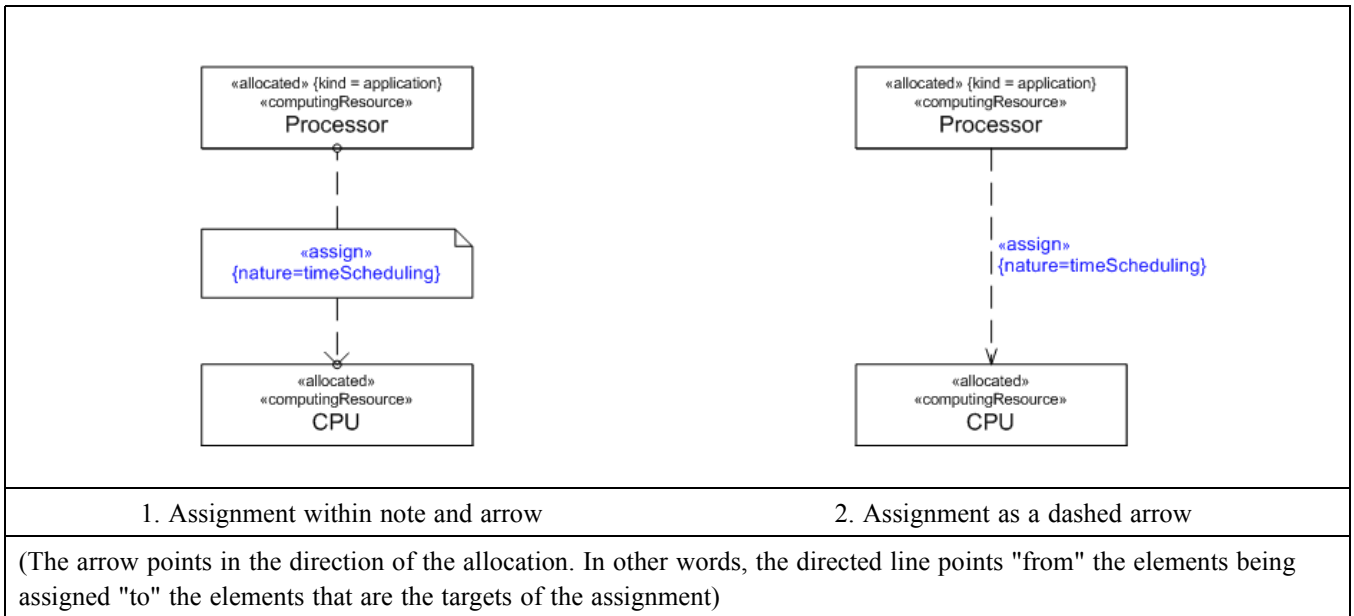 «allocated» {kind = application}
«computingResource»
Processor
«assign»
{nature=timeScheduling}
«allocated»
«computingResource»
CPU
«allocated» {kind = application}
«computingResource»
Processor
«assign»
{nature=timeScheduling}
«allocated»
«computingResource»
CPU
1. Assignment within note and arrow
2. Assignment as a dashed arrow
(The arrow points in the direction of the allocation. In other words, the directed line points "from" the elements being
assigned "to" the elements that are the targets of the assignment)